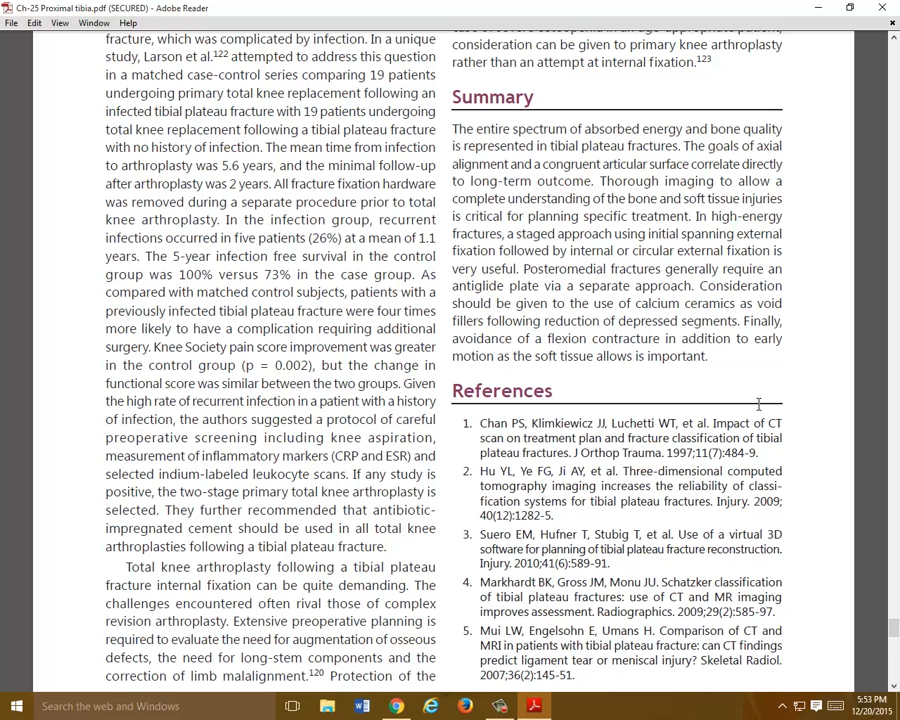 Ch-25 Proximal tibia.pdf (SECURED) - Adobe Reader
File Edit View Window Help
fracture, which was complicated by infection. In a unique
study, Larson et al.122 attempted to address this question
in a matched case-control series comparing 19 patients
undergoing primary total knee replacement following an
infected tibial plateau fracture with 19 patients undergoing
total knee replacement following a tibial plateau fracture
with no history of infection. The mean time from infection
to arthroplasty was 5.6 years, and the minimal follow-up
after arthroplasty was 2 years. All fracture fixation hardware
was removed during a separate procedure prior to total
knee arthroplasty. In the infection group, recurrent
infections occurred in five patients (26%) at a mean of 1.1
years. The 5-year infection free survival in the control
group was 100% versus 73% in the case group. As
compared with matched control subjects, patients with a
previously infected tibial plateau fracture were four times
more likely to have a complication requiring additional
surgery. Knee Society pain score improvement was greater
in the control group (p = 0.002), but the change in
functional score was similar between the two groups. Given
the high rate of recurrent infection in a patient with a history
of infection, the authors suggested a protocol of careful
preoperative screening including knee aspiration,
measurement of inflammatory markers (CRP and ESR) and
selected indium-labeled leukocyte scans. If any study is
positive, the two-stage primary total knee arthroplasty is
selected. They further recommended that antibiotic-
impregnated cement should be used in all total knee
arthroplasties following a tibial plateau fracture.
Total knee arthroplasty following a tibial plateau
fracture internal fixation can be quite demanding. The
challenges encountered often rival those of complex
revision arthroplasty. Extensive preoperative planning is
required to evaluate the need for augmentation of osseous
defects, the need for long-stem components and the
correction of limb malalignment.120 Protection of the
consideration can be given to primary knee arthroplasty
rather than an attempt at internal fixation.123
Summary
The entire spectrum of absorbed energy and bone quality
is represented in tibial plateau fractures. The goals of axial
alignment and a congruent articular surface correlate directly
to long-term outcome. Thorough imaging to allow a
complete understanding of the bone and soft tissue injuries
is critical for planning specific treatment. In high-energy
fractures, a staged approach using initial spanning external
fixation followed by internal or circular external fixation is
very useful. Posteromedial fractures generally require an
antiglide plate via a separate approach. Consideration
should be given to the use of calcium ceramics as void
fillers following reduction of depressed segments. Finally,
avoidance of a flexion contracture in addition to early
motion as the soft tissue allows is important.
References
1. Chan PS, Klimkiewicz JJ, Luchetti WT, et al. Impact of CT
scan on treatment plan and fracture classification of tibial
plateau fractures. J Orthop Trauma. 1997;11(7):484-9.
2. Hu YL, Ye FG, Ji AY, et al. Three-dimensional computed
tomography imaging increases the reliability of classi-
fication systems for tibial plateau fractures. Injury. 2009;
40(12):1282-5.
3. Suero EM, Hufner T, Stubig T, et al. Use of a virtual 3D
software for planning of tibial plateau fracture reconstruction.
Injury. 2010;41(6):589-91.
4. Markhardt BK, Gross JM, Monu JU. Schatzker classification
of tibial plateau fractures: use of CT and MR imaging
improves assessment. Radiographics. 2009;29(2):585-97.
5. Mui LW, Engelsohn E, Umans H. Comparison of CT and
MRI in patients with tibial plateau fracture: can CT findings
predict ligament tear or meniscal injury? Skeletal Radiol.
2007;36(2):145-51.
Search the web and Windows
5:53 PM
12/20/2015